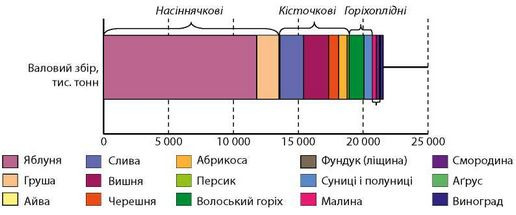 Насіннячкові Кісточкові Горіхоплідні
Валовий збір,
тис. тонн
0 5 000 10 000 15 000 20 000 25 000
Яблуня Слива Абрикоса Фундук (ліщина) Смородина
Груша Вишня Персик Суниці і полуниці Аґрус
Айва Черешня Волоський горіх Малина Виноград